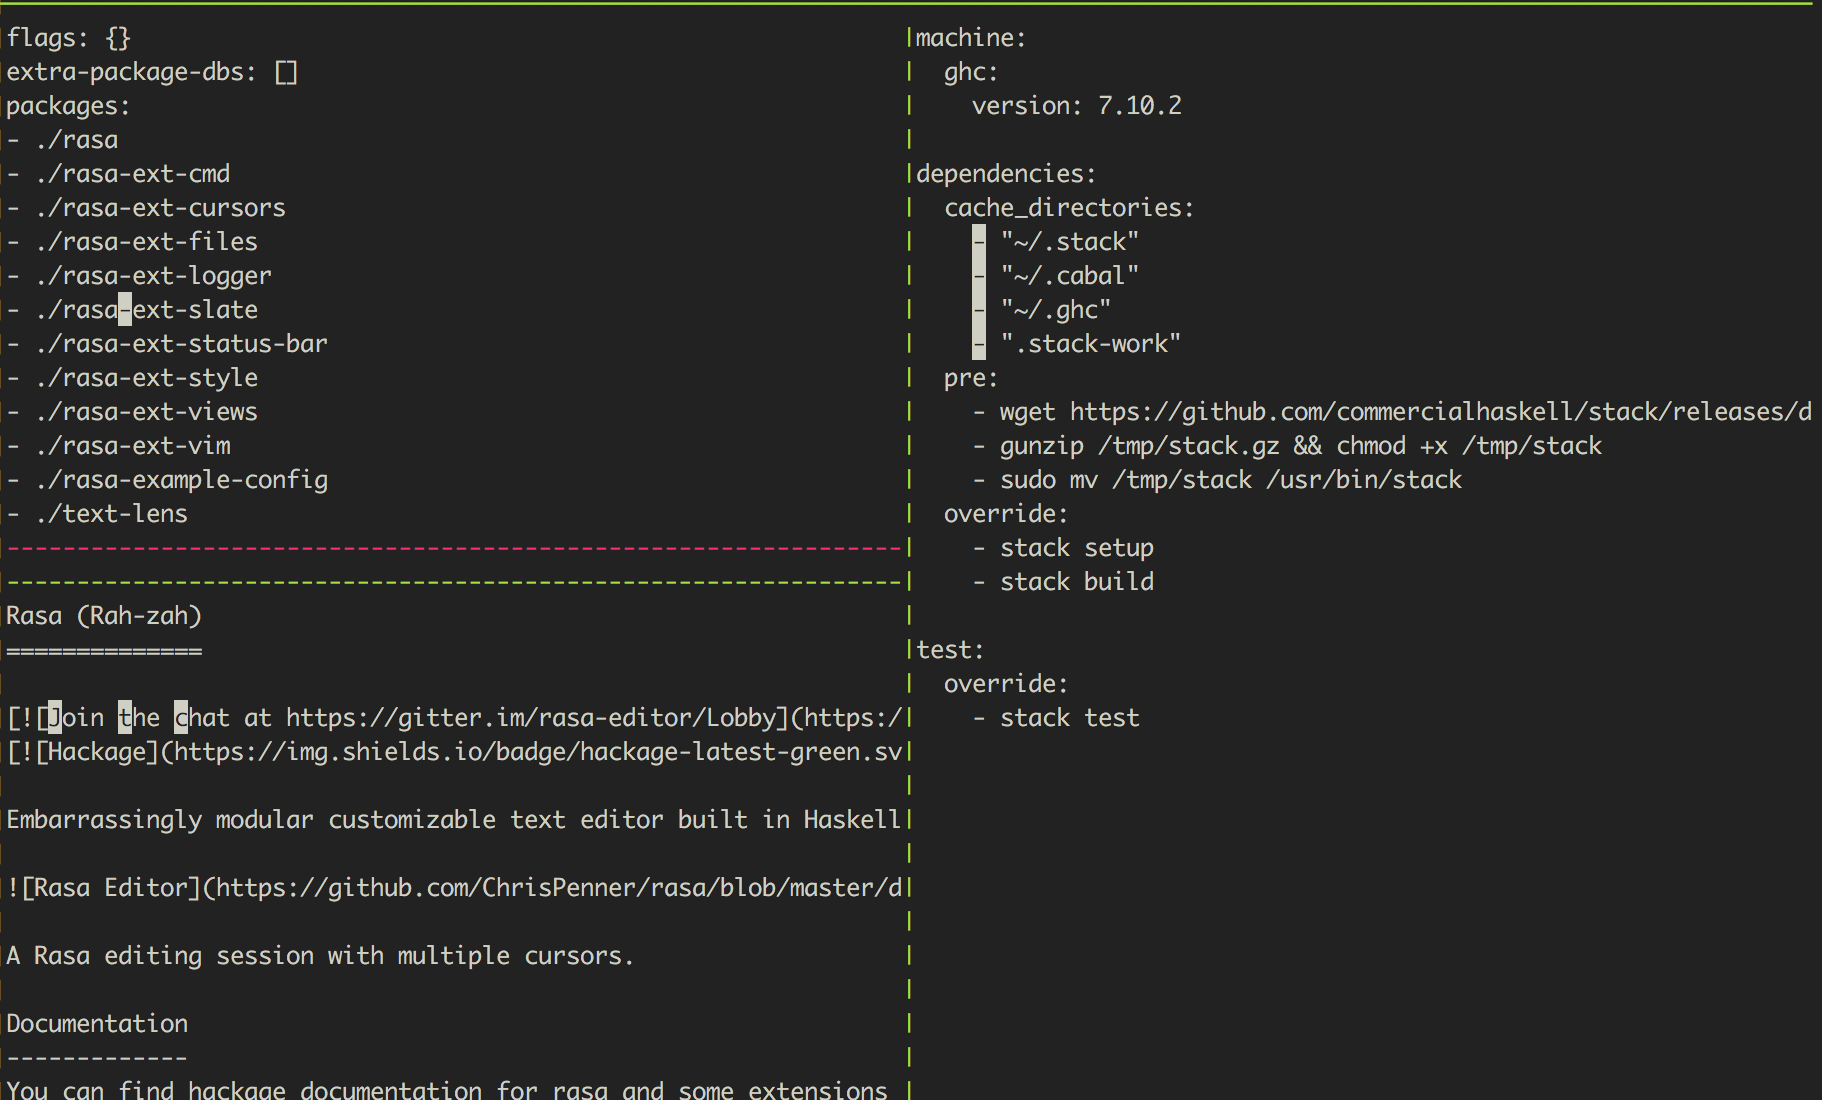 flags: {}
extra-package-dbs: []
packages:
- ./rasa
- ./rasa-ext-cmd
- ./rasa-ext-cursors
- ./rasa-ext-files
- ./rasa-ext-logger
- ./rasa-ext-slate
- ./rasa-ext-status-bar
- ./rasa-ext-style
- ./rasa-ext-views
- ./rasa-ext-vim
- ./rasa-example-config
- ./text-lens
Rasa (Rah-zah)
==============
[![Join the chat at https://gitter.im/rasa-editor/Lobby](https:/
[![Hackage](https://img.shields.io/badge/hackage-latest-green.sv
Embarrassingly modular customizable text editor built in Haskell
![Rasa Editor](https://github.com/ChrisPenner/rasa/blob/master/d
A Rasa editing session with multiple cursors.
Documentation
-------------
You can find hackage documentation for rasa and some extensions
machine:
  ghc:
    version: 7.10.2
dependencies:
  cache_directories:
    - "~/.stack"
    - "~/.cabal"
    - "~/.ghc"
    - ".stack-work"
  pre:
    - wget https://github.com/commercialhaskell/stack/releases/d
    - gunzip /tmp/stack.gz && chmod +x /tmp/stack
    - sudo mv /tmp/stack /usr/bin/stack
  override:
    - stack setup
    - stack build
test:
  override:
    - stack test